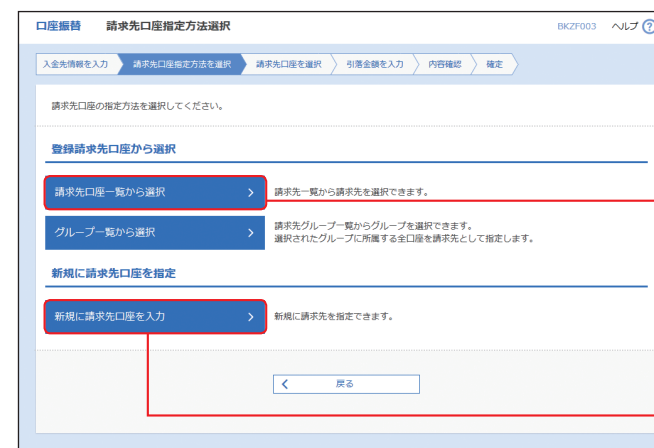 口座振替 請求先口座指定方法選択 BKZF003 ヘルプ ?
入金先情報を入力 請求先口座指定方法を選択 請求先口座を選択 引落金額を入力 内容確認 確定
請求先口座の指定方法を選択してください。
登録請求先口座から選択
請求先口座一覧から選択 請求先一覧から請求先を選択できます。
グループ一覧から選択 請求先グループ一覧からグループを選択できます。
選択されたグループに所属する全口座を請求先として指定します。
新規に請求先口座を指定
新規に請求先口座を入力 新規に請求先を指定できます。
戻る